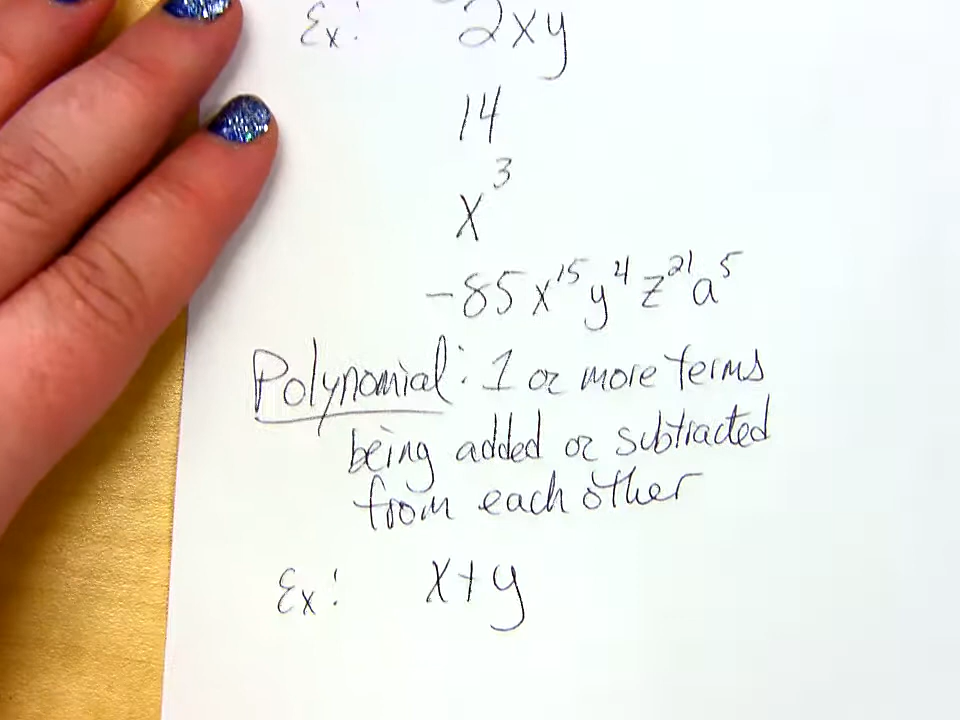 Ex: 2xy
14
x³
-85x¹⁵y⁴z²¹a⁵
Polynomial: 1 or more terms
being added or subtracted
from each other
Ex: x+y